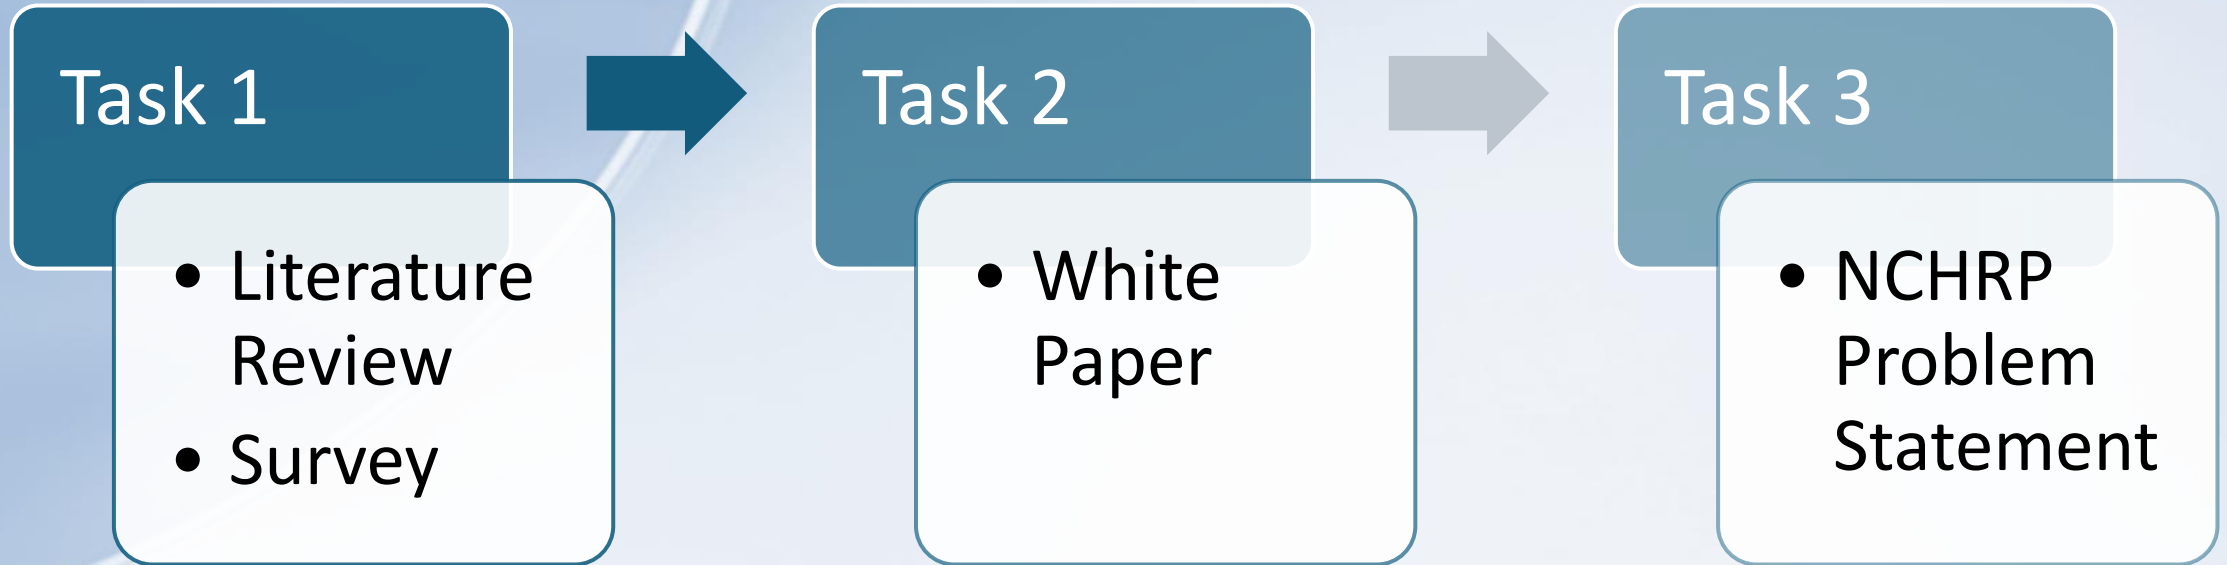 Task 1
• Literature
Review
• Survey
Task 2
• White
Paper
Task 3
• NCHRP
Problem
Statement